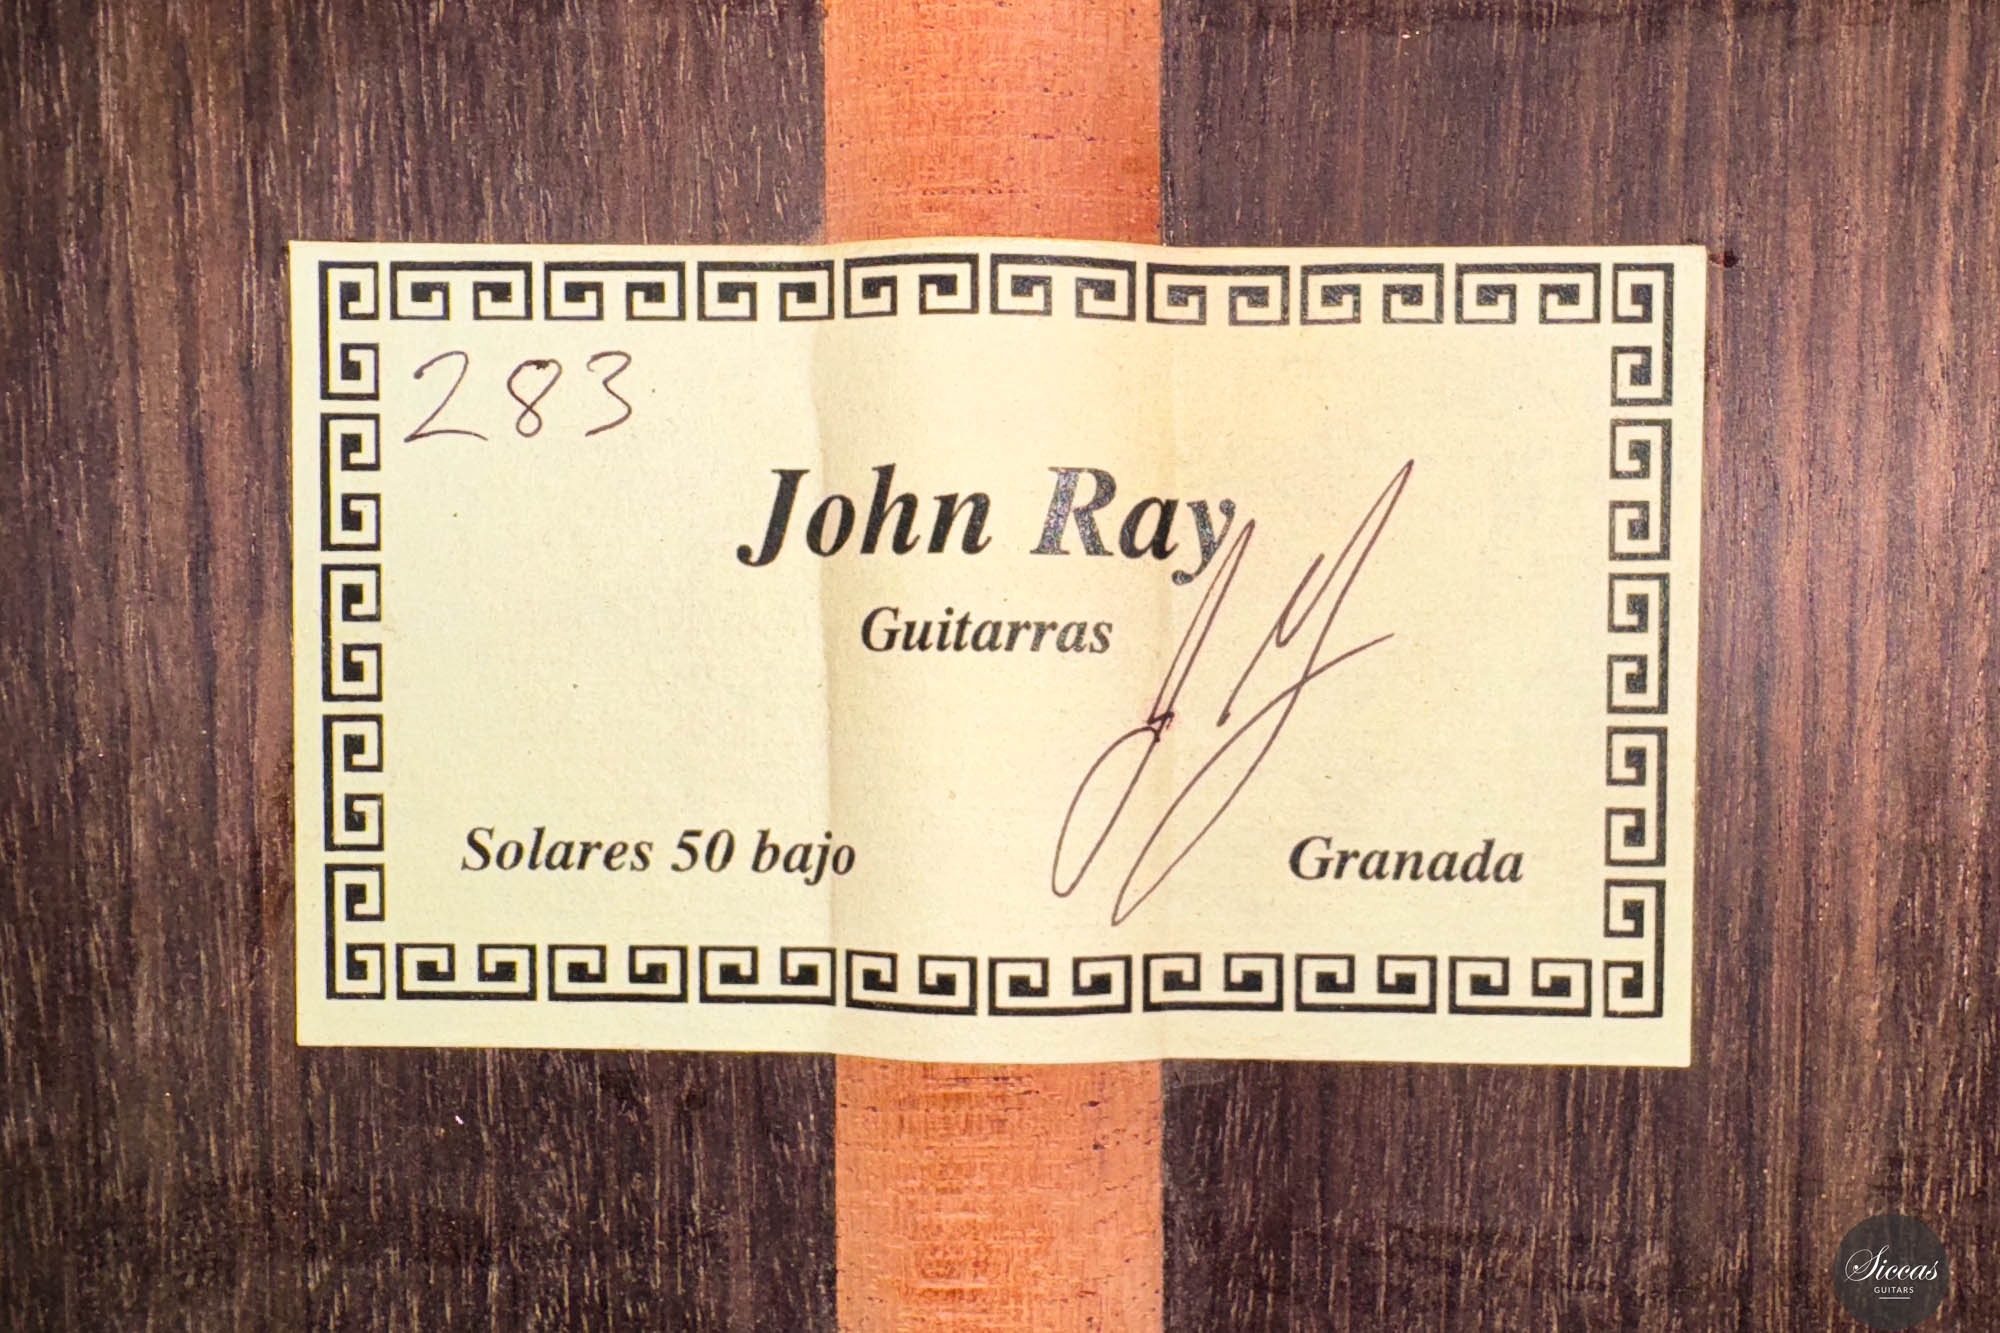 283
John Ray
Guitarras
Solares 50 bajo
Granada
Siccas
GUITARS